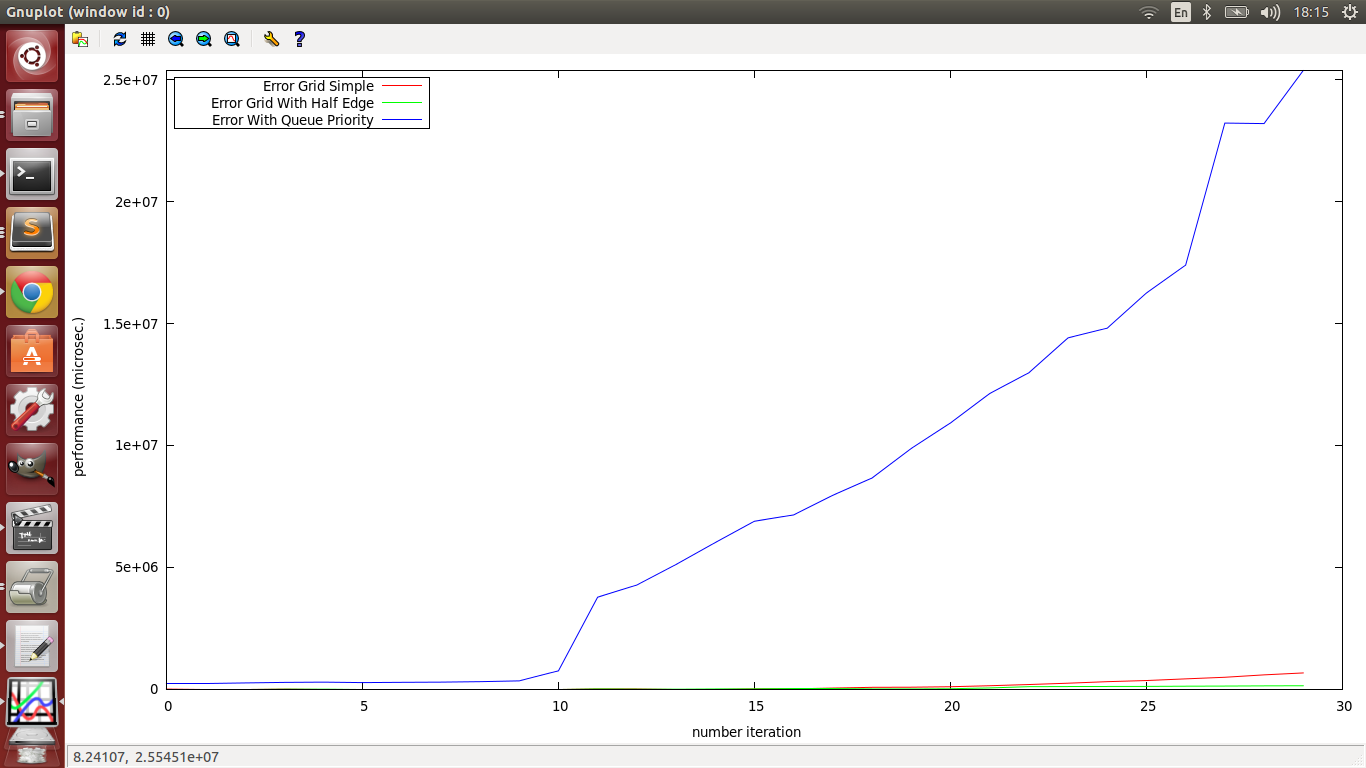 Gnuplot (window id : 0)
En
18:15
2.5e+07
2e+07
1.5e+07
1e+07
5e+06
0
performance (microsec.)
Error Grid Simple
Error Grid With Half Edge
Error With Queue Priority
0
5
10
15
20
25
30
number iteration
8.24107, 2.55451e+07